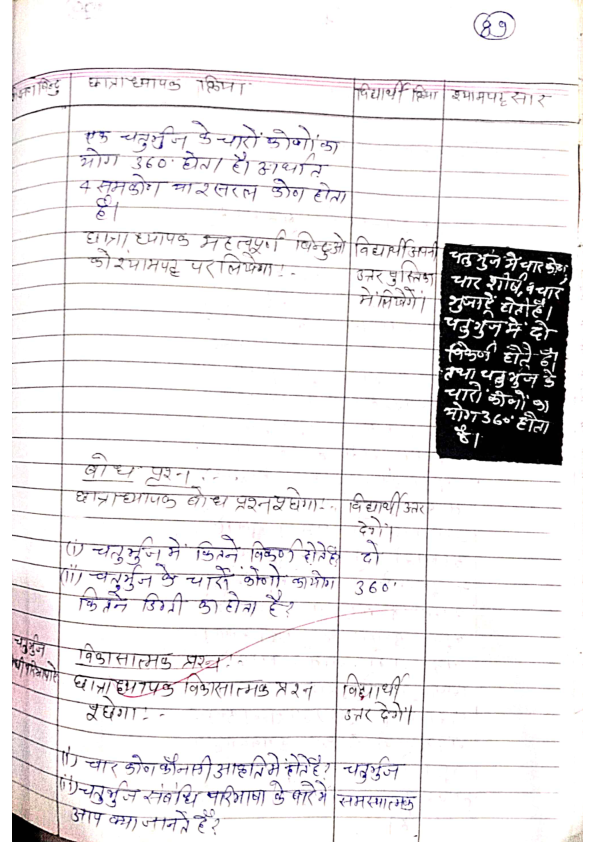 89
छात्राध्यापक क्रिया
विद्यार्थी क्रिया
श्यामपट्ट सार
एक चतुर्भुज के चारों कोणों का
योग 360° होता है। अर्थात
4 समकोण या 2 सरल कोण होता
है।
छात्राध्यापक महत्वपूर्ण बिन्दुओ
को श्यामपट्ट पर लिखेगा:-
विद्यार्थी अपनी
उत्तर पुस्तिका
में लिखेगें।
चतुर्भुज में चार कोण
चार शीर्ष, व चार
भुजाएँ होती है।
चतुर्भुज में दो
विकर्ण होते है।
तथा चतुर्भुज के
चारों कोणों का
योग 360° होता
है।
बोध प्रश्न:-
छात्राध्यापक बोध प्रश्न पूछेगा:-
विद्यार्थी उत्तर
देगें।
(i) चतुर्भुज में कितने विकर्ण होते है?
दो
(ii) चतुर्भुज के चारों कोणो का योग
कितने डिग्री का होता है?
360°
चतुर्भुज
विकासात्मक प्रश्न:-
छात्राध्यापक विकासात्मक प्रश्न
पूछेगा:-
विद्यार्थी
उत्तर देगें।
(i) चार कोण कौनसी आकृति में होते है?
चतुर्भुज
(ii) चतुर्भुज संबंधि परिभाषा के बारे में
आप क्या जानते है?
समस्यात्मक